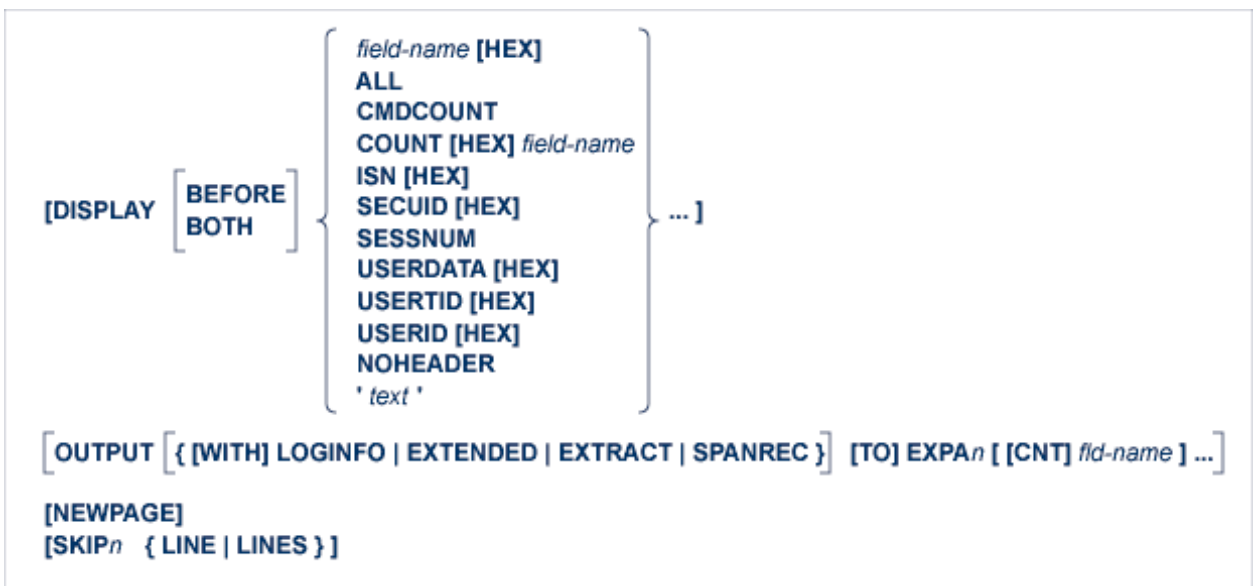 field-name [HEX]
ALL
CMDCOUNT
COUNT [HEX] field-name
ISN [HEX]
[DISPLAY BEFORE SECUID [HEX] ... ]
BOTH SESSNUM
USERDATA [HEX]
USERTID [HEX]
USERID [HEX]
NOHEADER
' text '
[OUTPUT [{ [WITH] LOGINFO | EXTENDED | EXTRACT | SPANREC }] [TO] EXPAn [ [CNT] fld-name ] ...]
[NEWPAGE]
[SKIPn { LINE | LINES } ]